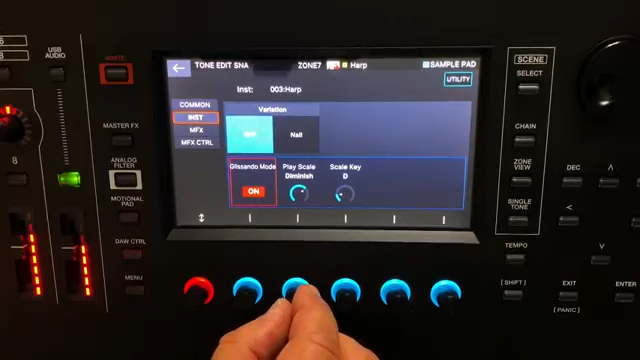 USB
AUDIO
WRITE
MASTER FX
ANALOG
FILTER
MOTIONAL
PAD
DAW CTRL
MENU
8
TONE EDIT SNA
ZONE7
Harp
SAMPLE PAD
UTILITY
Inst:
003:Harp
COMMON
INST
MFX
MFX CTRL
Variation
OFF
Nail
Glissando Mode
Play Scale
Scale Key
Diminish
D
ON
SCENE
SELECT
CHAIN
ZONE
VIEW
SINGLE
TONE
DEC
<
TEMPO
[SHIFT]
EXIT
[PANIC]
ENTER